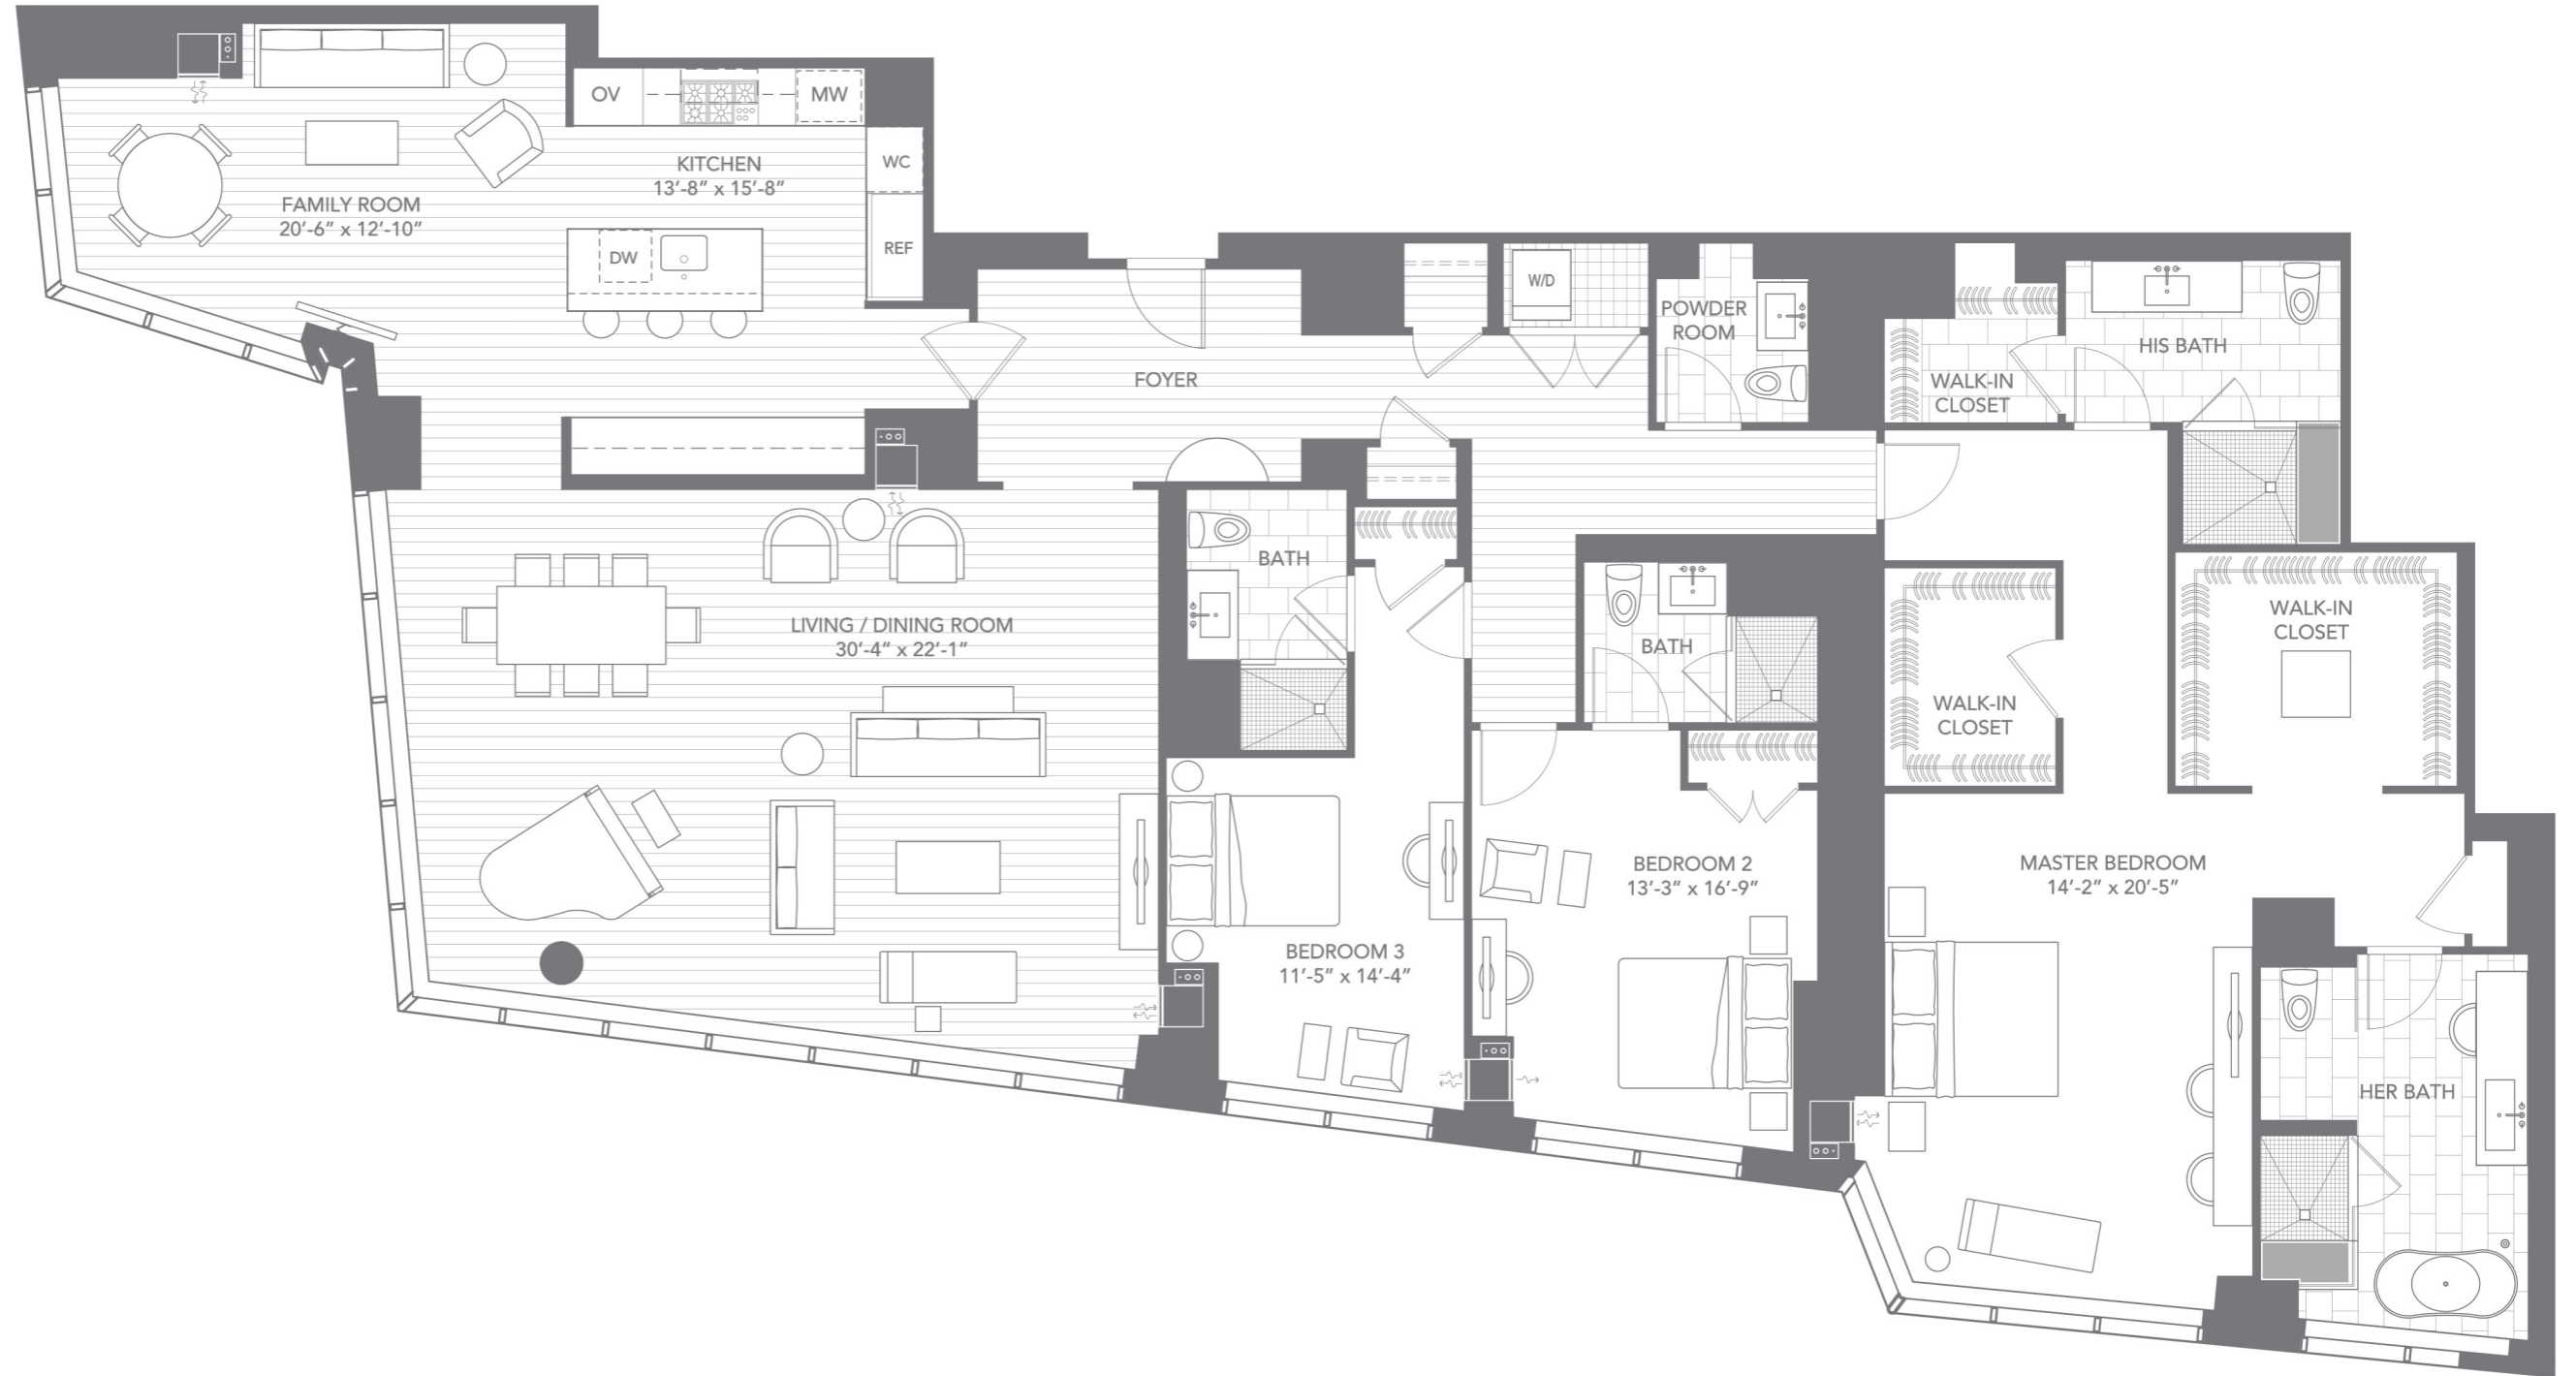 OV
MW
KITCHEN
13'-8" x 15'-8"
WC
FAMILY ROOM
20'-6" x 12'-10"
DW
REF
W/D
POWDER
ROOM
FOYER
WALK-IN
CLOSET
HIS BATH
BATH
LIVING / DINING ROOM
30'-4" x 22'-1"
BATH
WALK-IN
CLOSET
WALK-IN
CLOSET
BEDROOM 2
13'-3" x 16'-9"
MASTER BEDROOM
14'-2" x 20'-5"
BEDROOM 3
11'-5" x 14'-4"
HER BATH